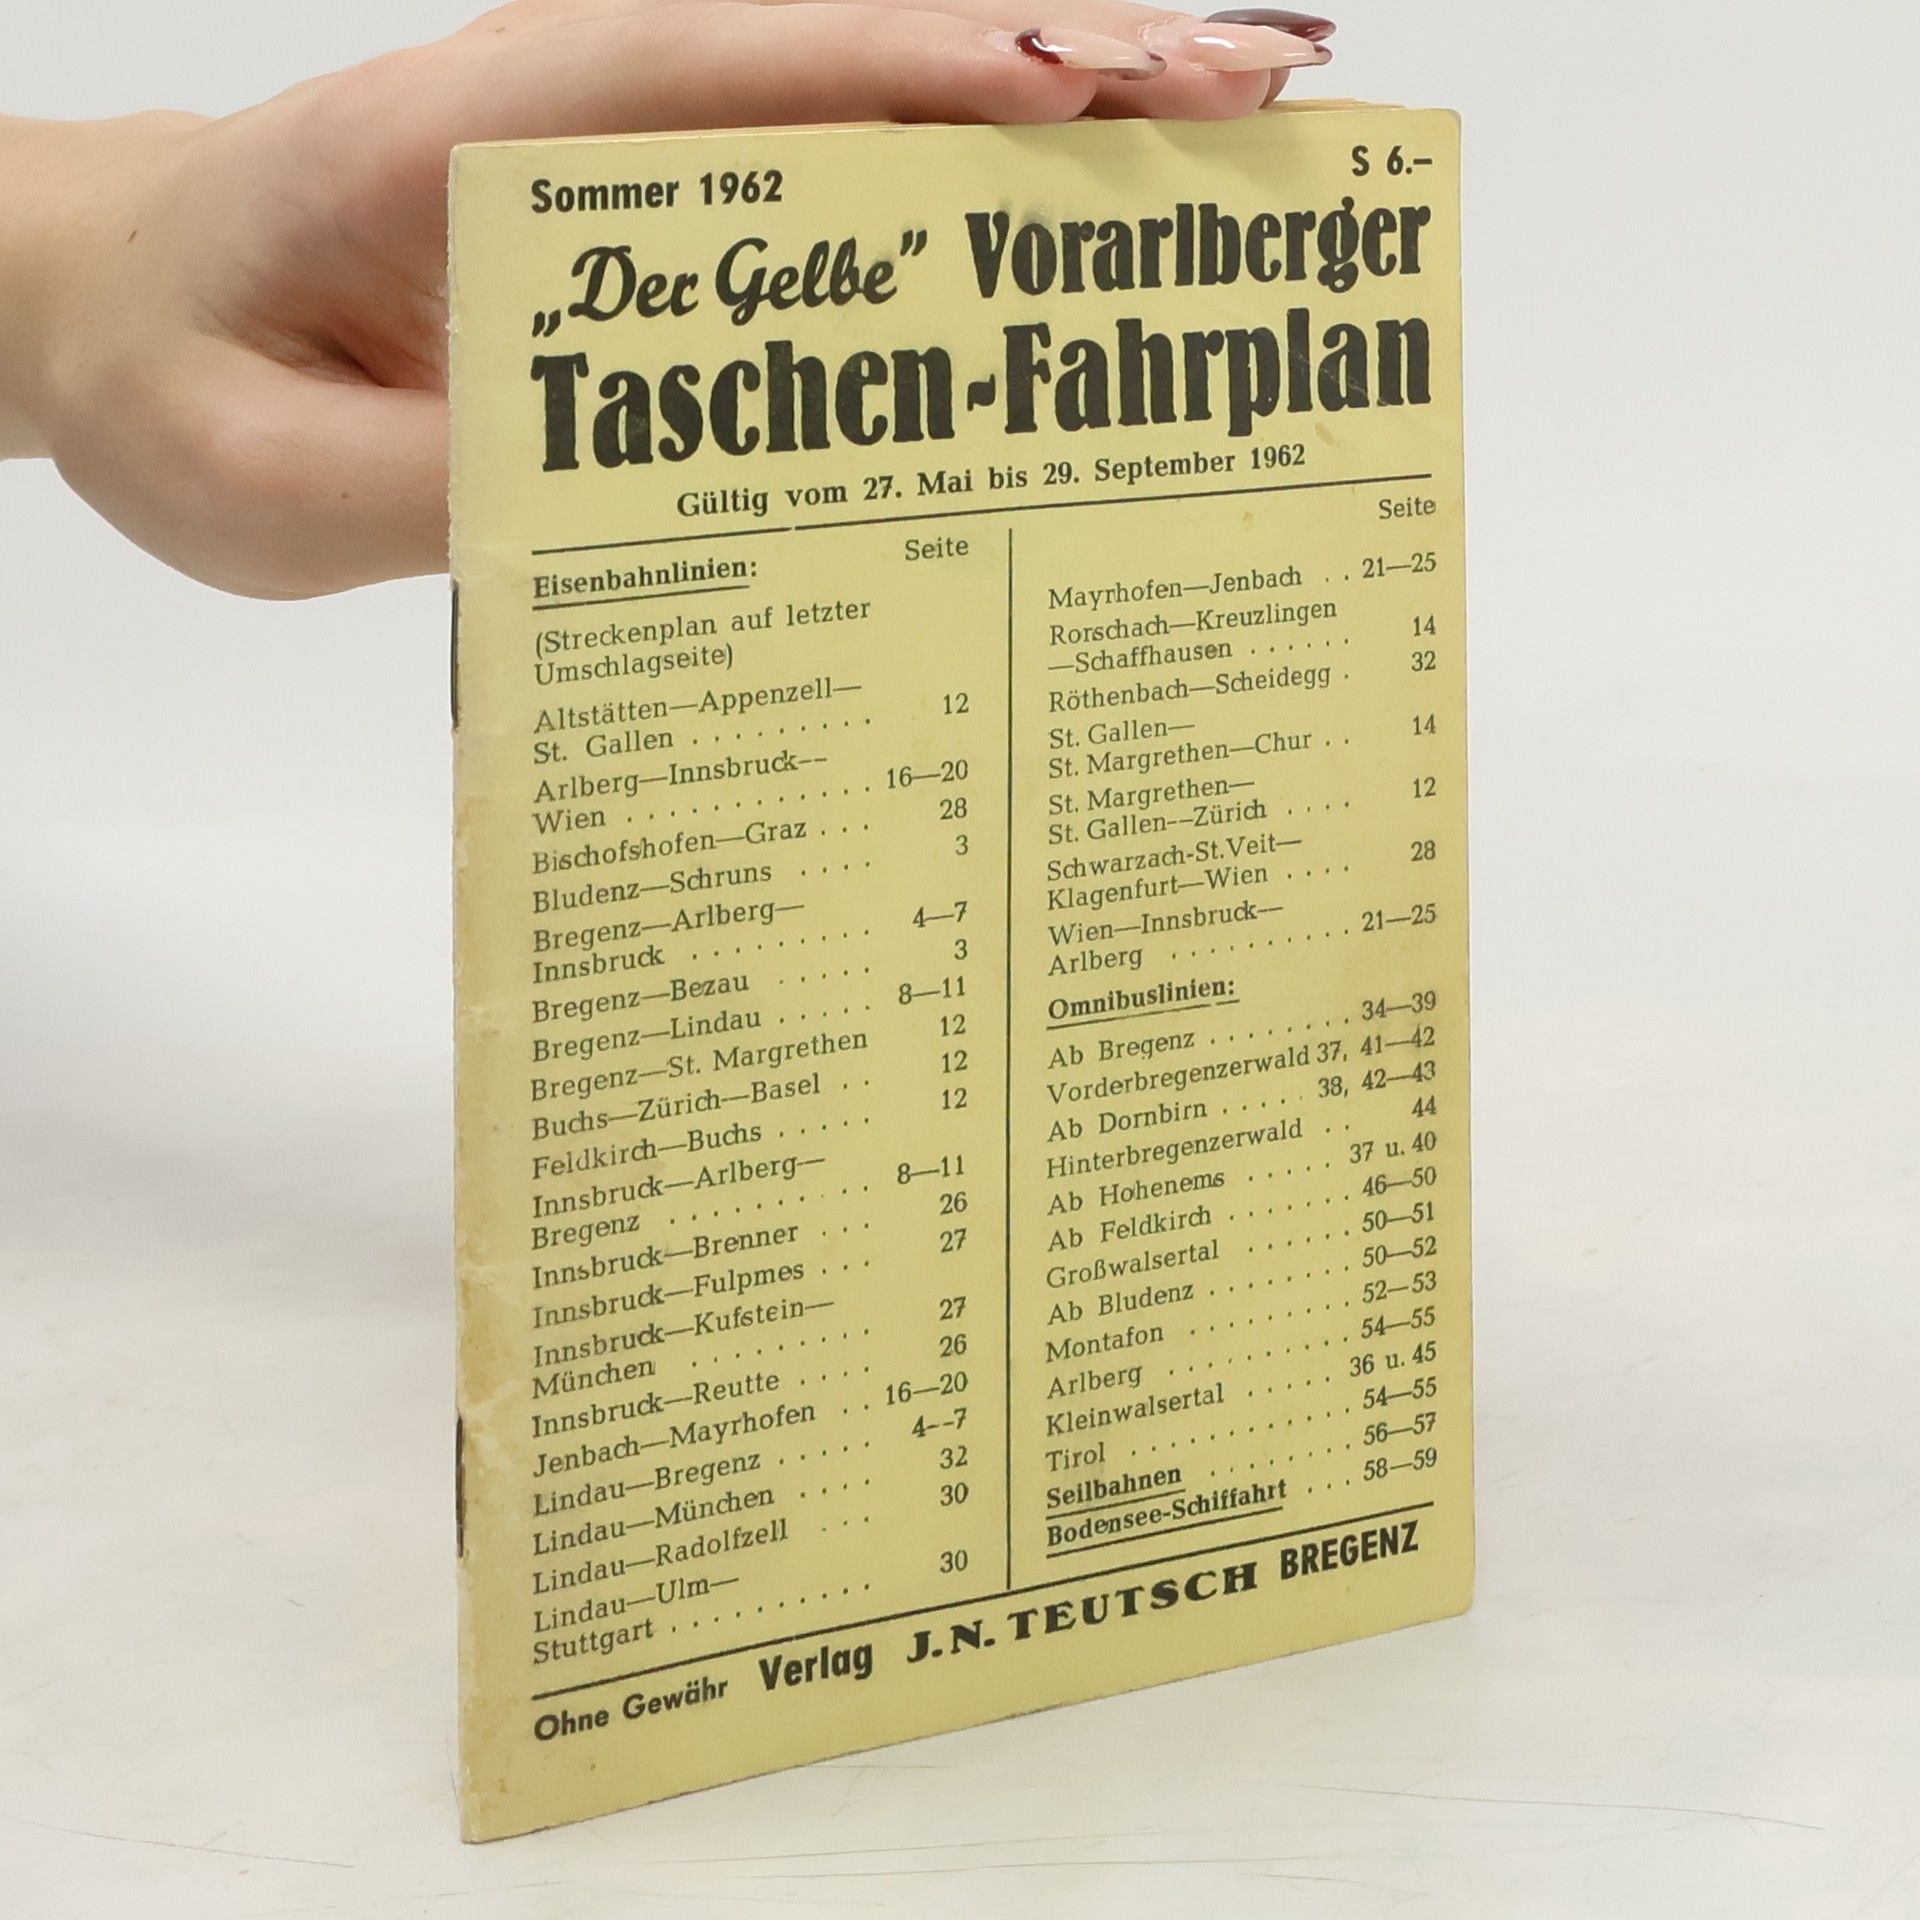 Sommer 1962
S 6.–
„Der Gelbe” Vorarlberger
Taschen-Fahrplan
Gültig vom 27. Mai bis 29. September 1962
Seite
Eisenbahnlinien:
(Streckenplan auf letzter
Umschlagseite)
Altstätten—Appenzell—
St. Gallen . . . . . . . . . 12
Arlberg—Innsbruck—
Wien . . . . . . . . . . . 16—20
Bischofshofen—Graz . . . 28
Bludenz—Schruns . . . . 3
Bregenz—Arlberg—
Innsbruck . . . . . . . . . 4—7
Bregenz—Bezau . . . . . 3
Bregenz—Lindau . . . . . 8—11
Bregenz—St. Margrethen 12
Buchs—Zürich—Basel . . 12
Feldkirch—Buchs . . . . . 12
Innsbruck—Arlberg—
Bregenz . . . . . . . . . . 8—11
Innsbruck—Brenner . . . 26
Innsbruck—Fulpmes . . . 27
Innsbruck—Kufstein—
München . . . . . . . . . 27
Innsbruck—Reutte . . . . 26
Jenbach—Mayrhofen . . 16—20
Lindau—Bregenz . . . . . 4--7
Lindau—München . . . . 32
Lindau—Radolfzell . . . 30
Lindau—Ulm—
Stuttgart . . . . . . . . . 30
Seite
Mayrhofen—Jenbach . . 21—25
Rorschach—Kreuzlingen
—Schaffhausen . . . . . . 14
Röthenbach—Scheidegg . 32
St. Gallen—
St. Margrethen—Chur . . 14
St. Margrethen—
St. Gallen--Zürich . . . . 12
Schwarzach-St.Veit—
Klagenfurt—Wien . . . . 28
Wien—Innsbruck—
Arlberg . . . . . . . . . . 21—25
Omnibuslinien:
Ab Bregenz . . . . . . . . 34—39
Vorderbregenzerwald 37, 41—42
Ab Dornbirn . . . . . 38, 42—43
Hinterbregenzerwald . . 44
Ab Hohenems . . . . . 37 u. 40
Ab Feldkirch . . . . . . . 46—50
Großwalsertal . . . . . . 50—51
Ab Bludenz . . . . . . . . 50—52
Montafon . . . . . . . . . 52—53
Arlberg . . . . . . . . . . 54—55
Kleinwalsertal . . . . . 36 u. 45
Tirol . . . . . . . . . . . 54—55
Seilbahnen . . . . . . . . 56—57
Bodensee-Schiffahrt . . . 58—59
Ohne Gewähr Verlag J. N. TEUTSCH BREGENZ